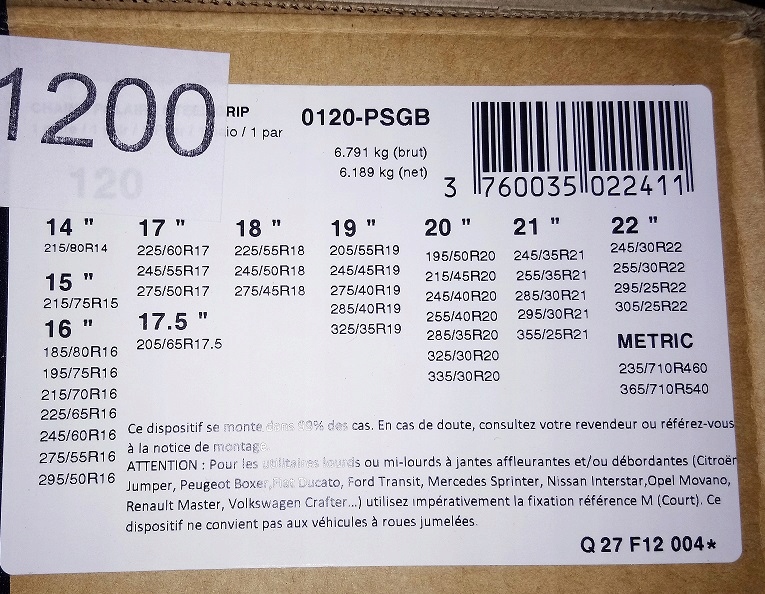 1200
RIP
0120-PSGB
io / 1 par
6.791 kg (brut)
6.189 kg (net)
120
3 760035 022411
14 "
215/80R14
15 "
215/75R15
16 "
185/80R16
195/75R16
215/70R16
225/65R16
245/60R16
275/55R16
295/50R16
17 "
225/60R17
245/55R17
275/50R17
17.5 "
205/65R17.5
18 "
225/55R18
245/50R18
275/45R18
19 "
205/55R19
245/45R19
275/40R19
285/40R19
325/35R19
20 "
195/50R20
215/45R20
245/40R20
255/40R20
285/35R20
325/30R20
335/30R20
21 "
245/35R21
255/35R21
285/30R21
295/30R21
355/25R21
22 "
245/30R22
255/30R22
295/25R22
305/25R22
METRIC
235/710R460
365/710R540
Ce dispositif se monte dans 99% des cas. En cas de doute, consultez votre revendeur ou référez-vous
à la notice de montage.
ATTENTION : Pour les utilitaires lourds ou mi-lourds à jantes affleurantes et/ou débordantes (Citroën
Jumper, Peugeot Boxer, Fiat Ducato, Ford Transit, Mercedes Sprinter, Nissan Interstar,Opel Movano,
Renault Master, Volkswagen Crafter...) utilisez impérativement la fixation référence M (Court). Ce
dispositif ne convient pas aux véhicules à roues jumelées.
Q 27 F12 004*